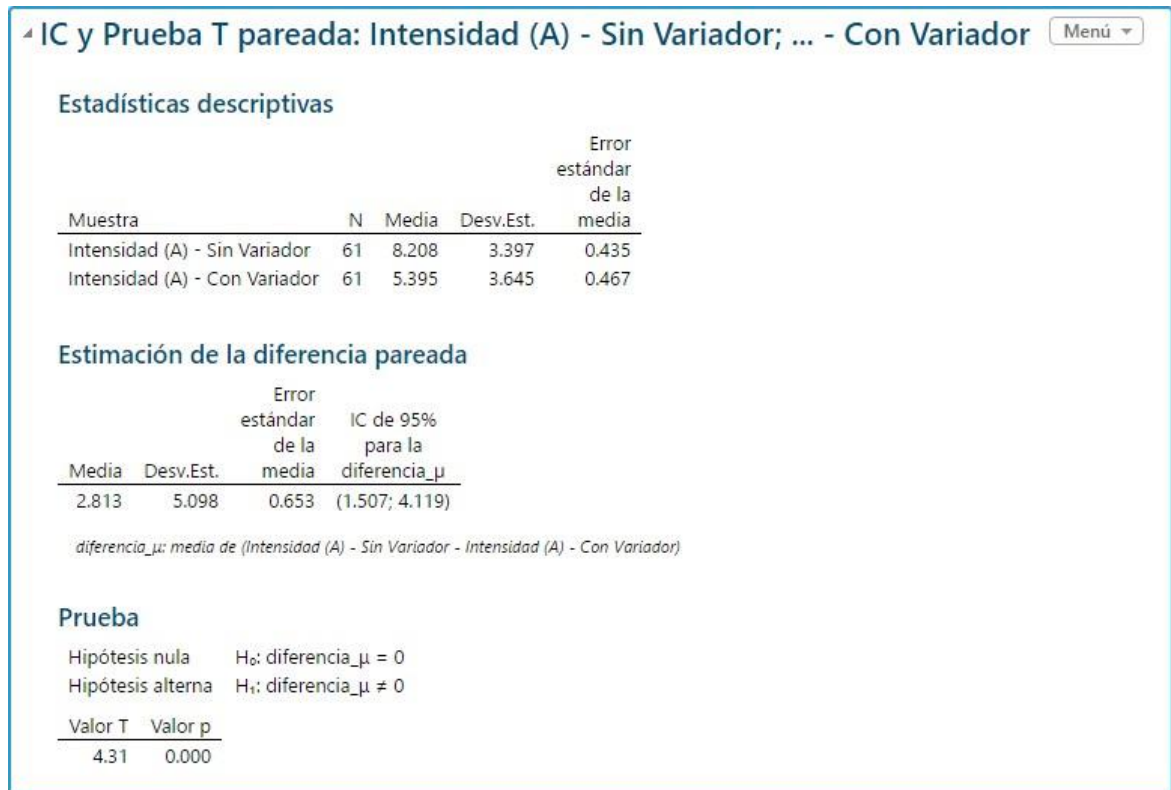 IC y Prueba T pareada: Intensidad (A) - Sin Variador; ... - Con Variador Menú
Estadísticas descriptivas
Error
estándar
de la
Muestra N Media Desv.Est. media
Intensidad (A) - Sin Variador 61 8.208 3.397 0.435
Intensidad (A) - Con Variador 61 5.395 3.645 0.467
Estimación de la diferencia pareada
Error
estándar IC de 95%
de la para la
Media Desv.Est. media diferencia_µ
2.813 5.098 0.653 (1.507; 4.119)
diferencia_µ: media de (Intensidad (A) - Sin Variador - Intensidad (A) - Con Variador)
Prueba
Hipótesis nula H₀: diferencia_µ = 0
Hipótesis alterna H₁: diferencia_µ ≠ 0
Valor T Valor p
4.31 0.000